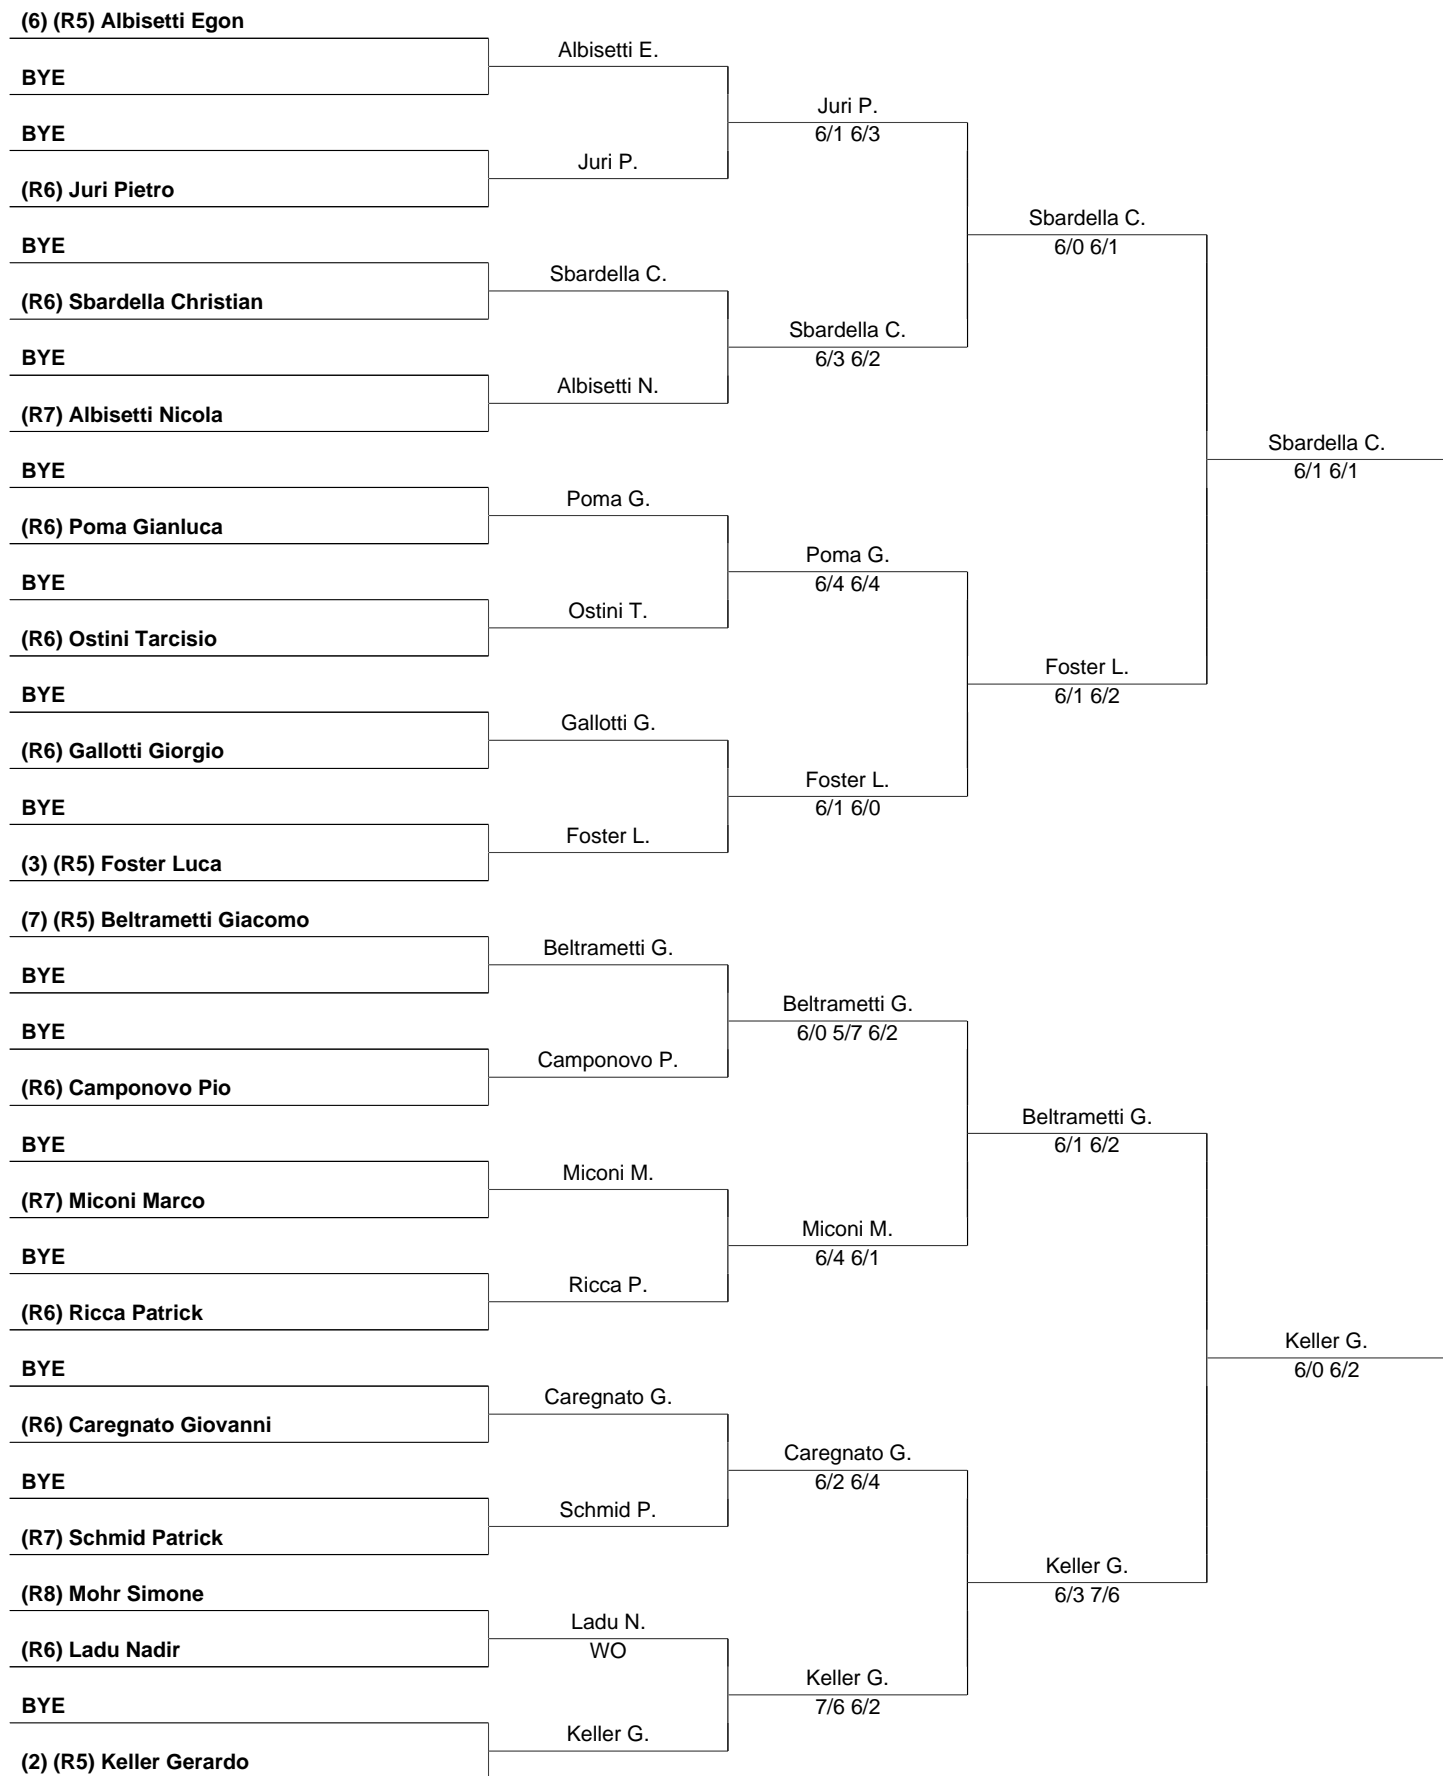 (6) (R5) Albisetti Egon
Albisetti E.
BYE
Juri P.
BYE
6/1 6/3
Juri P.
(R6) Juri Pietro
Sbardella C.
BYE
6/0 6/1
Sbardella C.
(R6) Sbardella Christian
Sbardella C.
BYE
6/3 6/2
Albisetti N.
(R7) Albisetti Nicola
Sbardella C.
BYE
6/1 6/1
Poma G.
(R6) Poma Gianluca
Poma G.
BYE
6/4 6/4
Ostini T.
(R6) Ostini Tarcisio
Foster L.
BYE
6/1 6/2
Gallotti G.
(R6) Gallotti Giorgio
Foster L.
BYE
6/1 6/0
Foster L.
(3) (R5) Foster Luca
(7) (R5) Beltrametti Giacomo
Beltrametti G.
BYE
Beltrametti G.
BYE
6/0 5/7 6/2
Camponovo P.
(R6) Camponovo Pio
Beltrametti G.
BYE
6/1 6/2
Miconi M.
(R7) Miconi Marco
Miconi M.
BYE
6/4 6/1
Ricca P.
(R6) Ricca Patrick
Keller G.
BYE
6/0 6/2
Caregnato G.
(R6) Caregnato Giovanni
Caregnato G.
BYE
6/2 6/4
Schmid P.
(R7) Schmid Patrick
Keller G.
(R8) Mohr Simone
6/3 7/6
Ladu N.
(R6) Ladu Nadir
WO
Keller G.
BYE
7/6 6/2
Keller G.
(2) (R5) Keller Gerardo